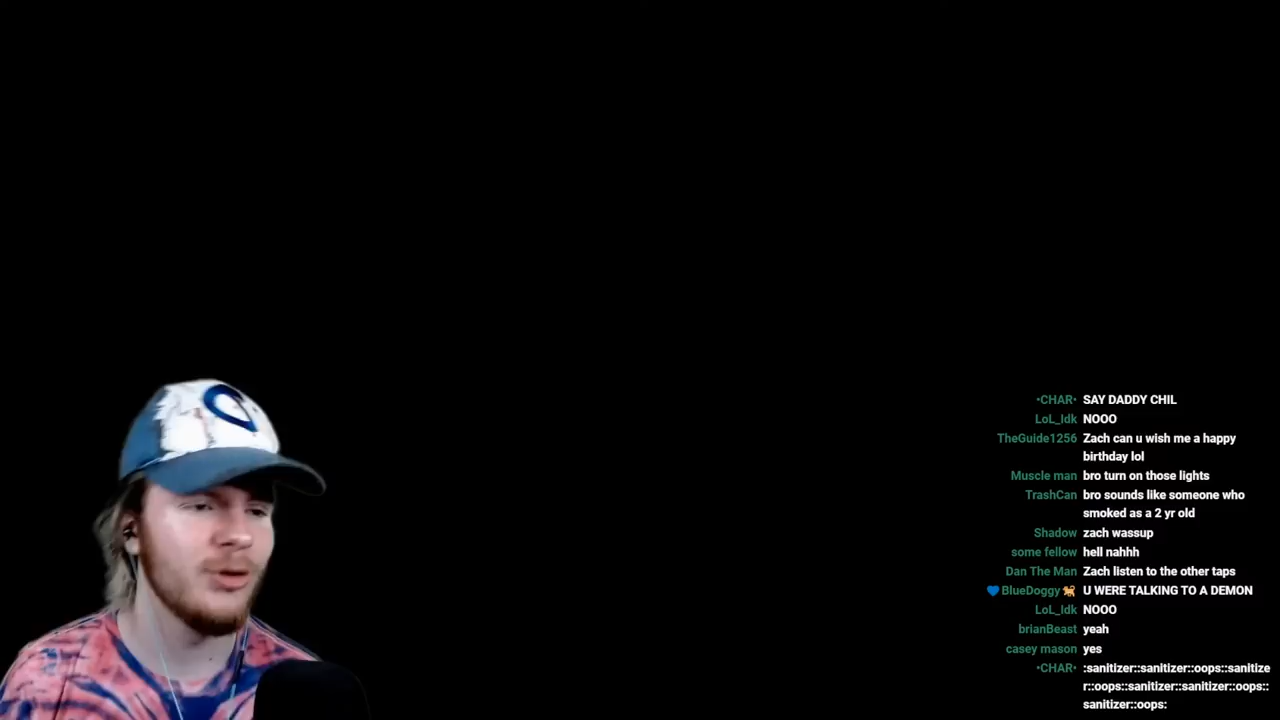 •CHAR• SAY DADDY CHIL
LoL_Idk NOOO
TheGuide1256 Zach can u wish me a happy
birthday lol
Muscle man bro turn on those lights
TrashCan bro sounds like someone who
smoked as a 2 yr old
Shadow zach wassup
some fellow hell nahhh
Dan The Man Zach listen to the other taps
💙BlueDoggy🐕 U WERE TALKING TO A DEMON
LoL_Idk NOOO
brianBeast yeah
casey mason yes
•CHAR• :sanitizer::sanitizer::oops::sanitize
r::oops::sanitizer::sanitizer::oops::
sanitizer::oops: